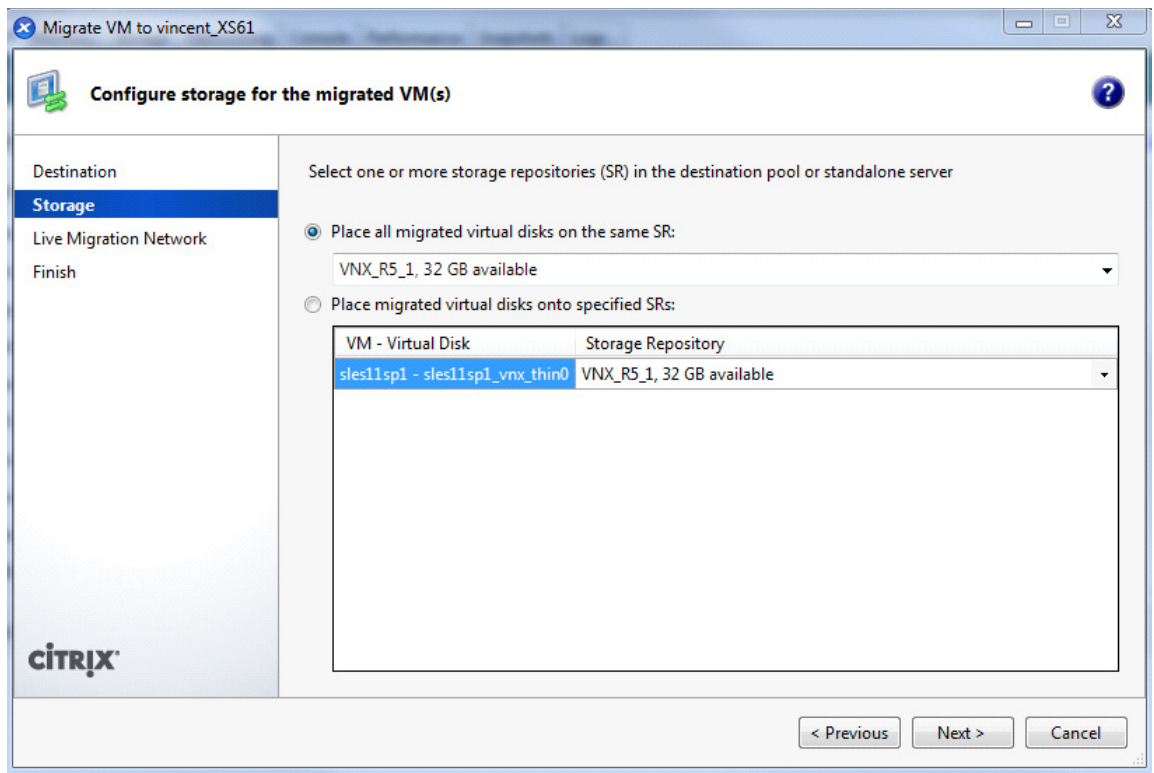 Migrate VM to vincent_XS61
Configure storage for the migrated VM(s)
?
Destination
Storage
Live Migration Network
Finish
CITRIX
Select one or more storage repositories (SR) in the destination pool or standalone server
Place all migrated virtual disks on the same SR:
VNX_R5_1, 32 GB available
Place migrated virtual disks onto specified SRs:
VM - Virtual Disk Storage Repository
sles11sp1 - sles11sp1_vnx_thin0 VNX_R5_1, 32 GB available
< Previous Next > Cancel